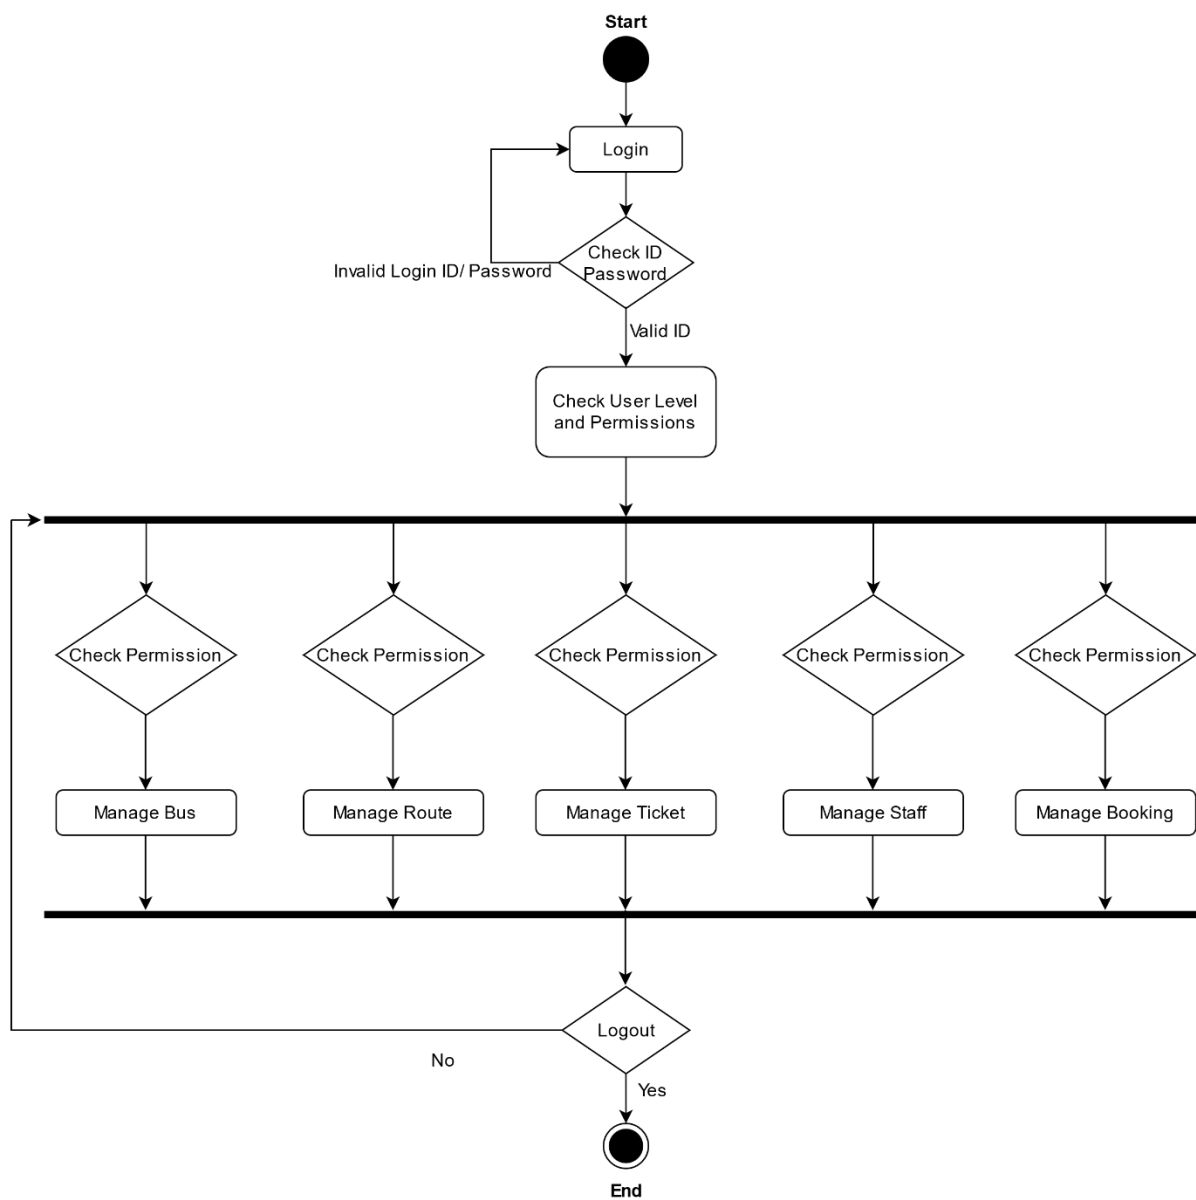 Start
Login
Check ID
Password
Invalid Login ID/ Password
Valid ID
Check User Level
and Permissions
Check Permission
Check Permission
Check Permission
Check Permission
Check Permission
Manage Bus
Manage Route
Manage Ticket
Manage Staff
Manage Booking
Logout
No
Yes
End